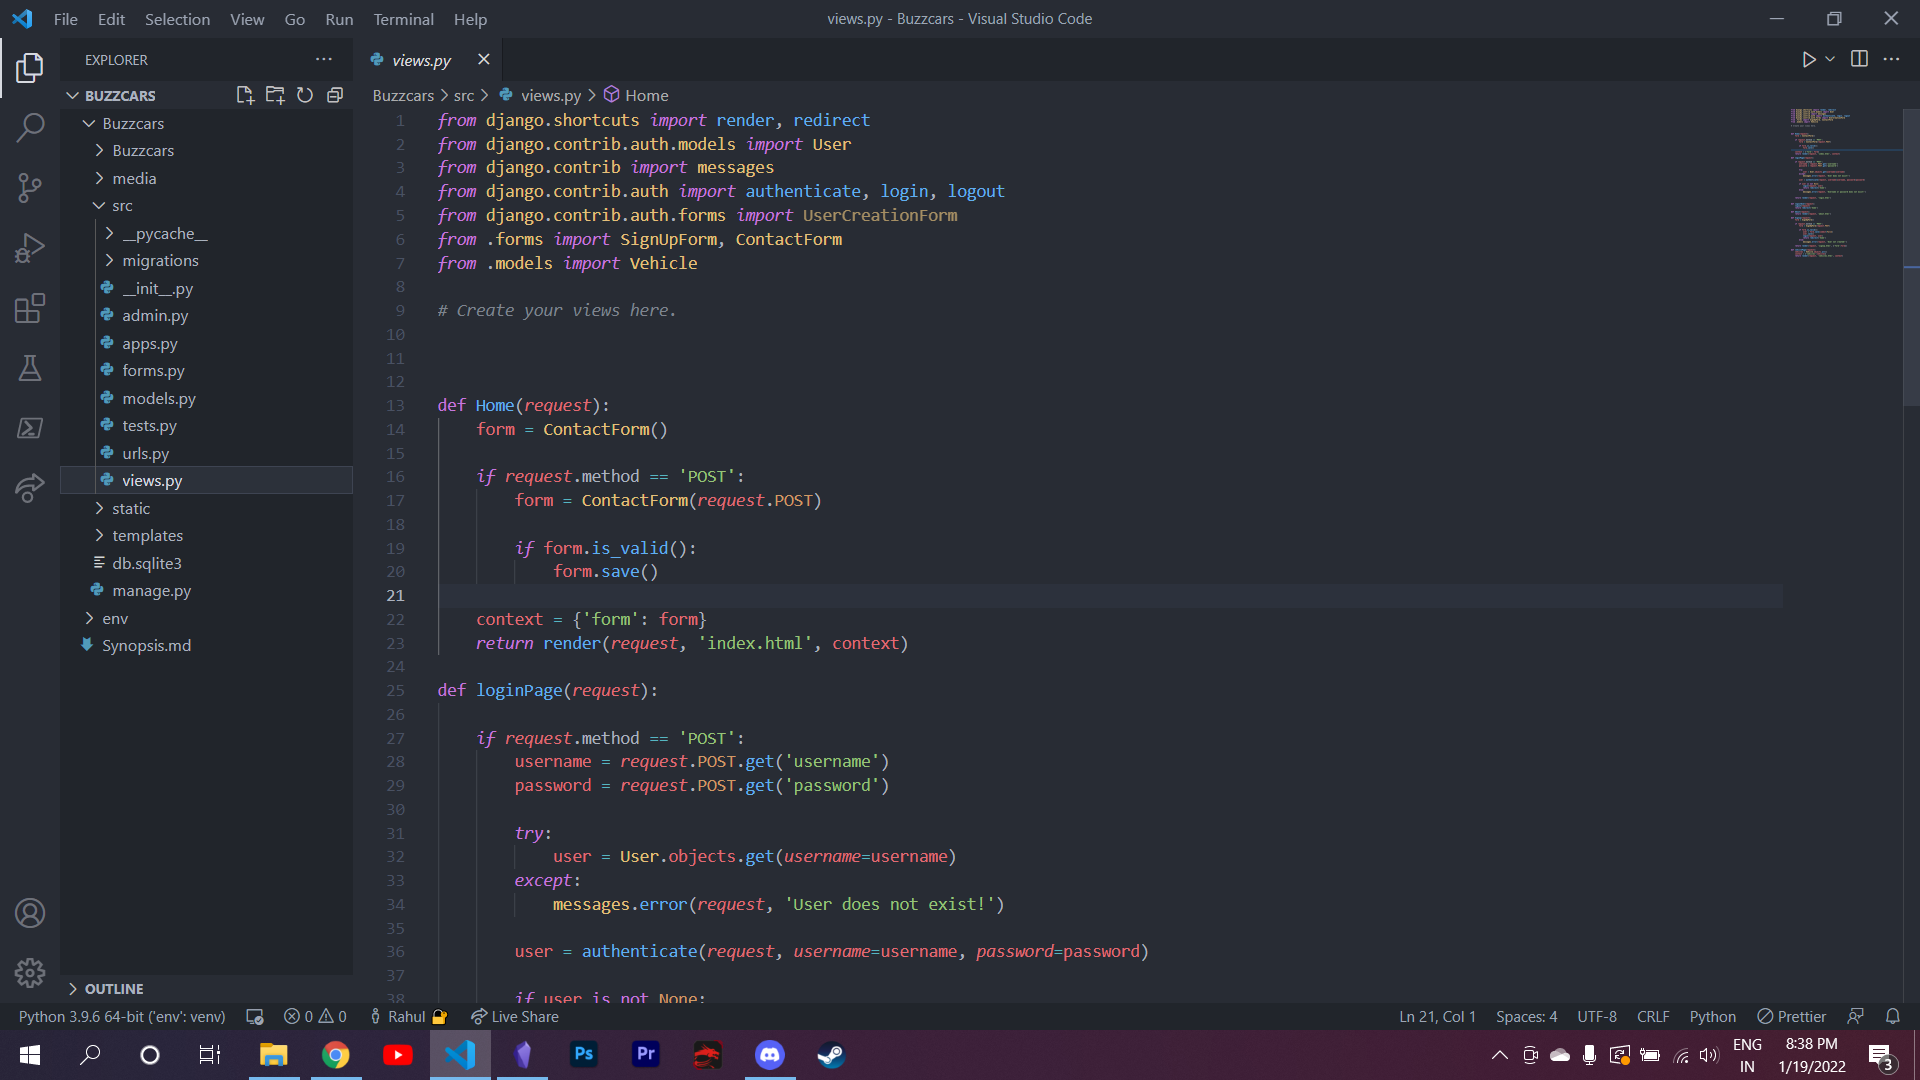 File Edit Selection View Go Run Terminal Help
views.py - Buzzcars - Visual Studio Code
EXPLORER
views.py
BUZZCARS
Buzzcars
Buzzcars
media
src
__pycache__
migrations
__init__.py
admin.py
apps.py
forms.py
models.py
tests.py
urls.py
views.py
static
templates
db.sqlite3
manage.py
env
Synopsis.md
OUTLINE
Buzzcars src views.py Home
1 from django.shortcuts import render, redirect
2 from django.contrib.auth.models import User
3 from django.contrib import messages
4 from django.contrib.auth import authenticate, login, logout
5 from django.contrib.auth.forms import UserCreationForm
6 from .forms import SignUpForm, ContactForm
7 from .models import Vehicle
8
9 # Create your views here.
10
11
12
13 def Home(request):
14     form = ContactForm()
15
16     if request.method == 'POST':
17         form = ContactForm(request.POST)
18
19         if form.is_valid():
20             form.save()
21
22     context = {'form': form}
23     return render(request, 'index.html', context)
24
25 def loginPage(request):
26
27     if request.method == 'POST':
28         username = request.POST.get('username')
29         password = request.POST.get('password')
30
31         try:
32             user = User.objects.get(username=username)
33         except:
34             messages.error(request, 'User does not exist!')
35
36         user = authenticate(request, username=username, password=password)
37
38         if user is not None:
Python 3.9.6 64-bit ('env': venv) 0 0 Rahul Live Share
Ln 21, Col 1 Spaces: 4 UTF-8 CRLF Python Prettier
Ps Pr
ENG
IN
8:38 PM
1/19/2022
3